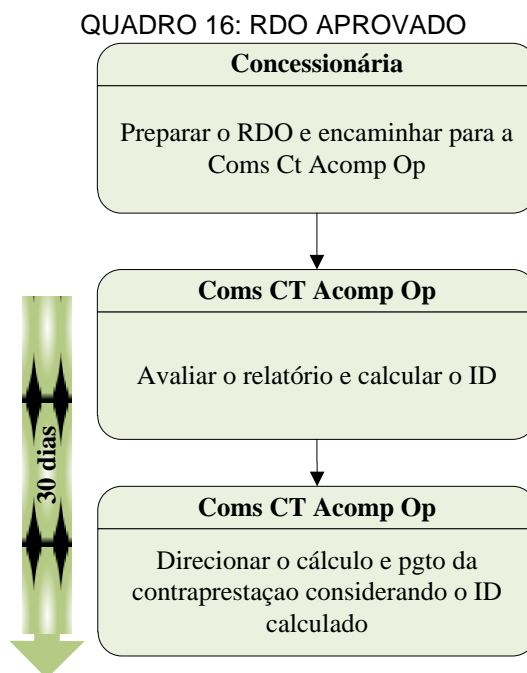 QUADRO 16: RDO APROVADO
Concessionária
Preparar o RDO e encaminhar para a
Coms Ct Acomp Op
Coms CT Acomp Op
Avaliar o relatório e calcular o ID
30 dias
Coms CT Acomp Op
Direcionar o cálculo e pgto da
contraprestaçao considerando o ID
calculado